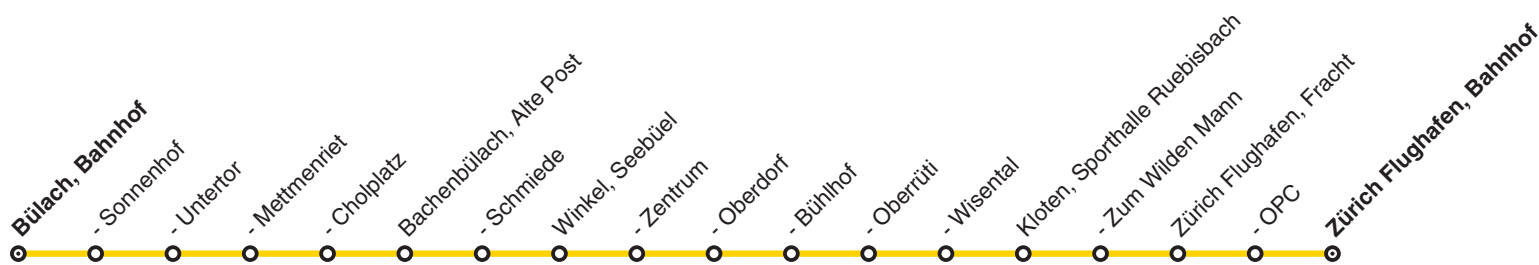 Bülach, Bahnhof
- Sonnenhof
- Untertor
- Mettmenriet
- Cholplatz
Bachenbülach, Alte Post
- Schmiede
Winkel, Seebüel
- Zentrum
- Oberdorf
- Bühlhof
- Oberrüti
- Wisental
Kloten, Sporthalle Ruebisbach
- Zum Wilden Mann
Zürich Flughafen, Fracht
- OPC
Zürich Flughafen, Bahnhof